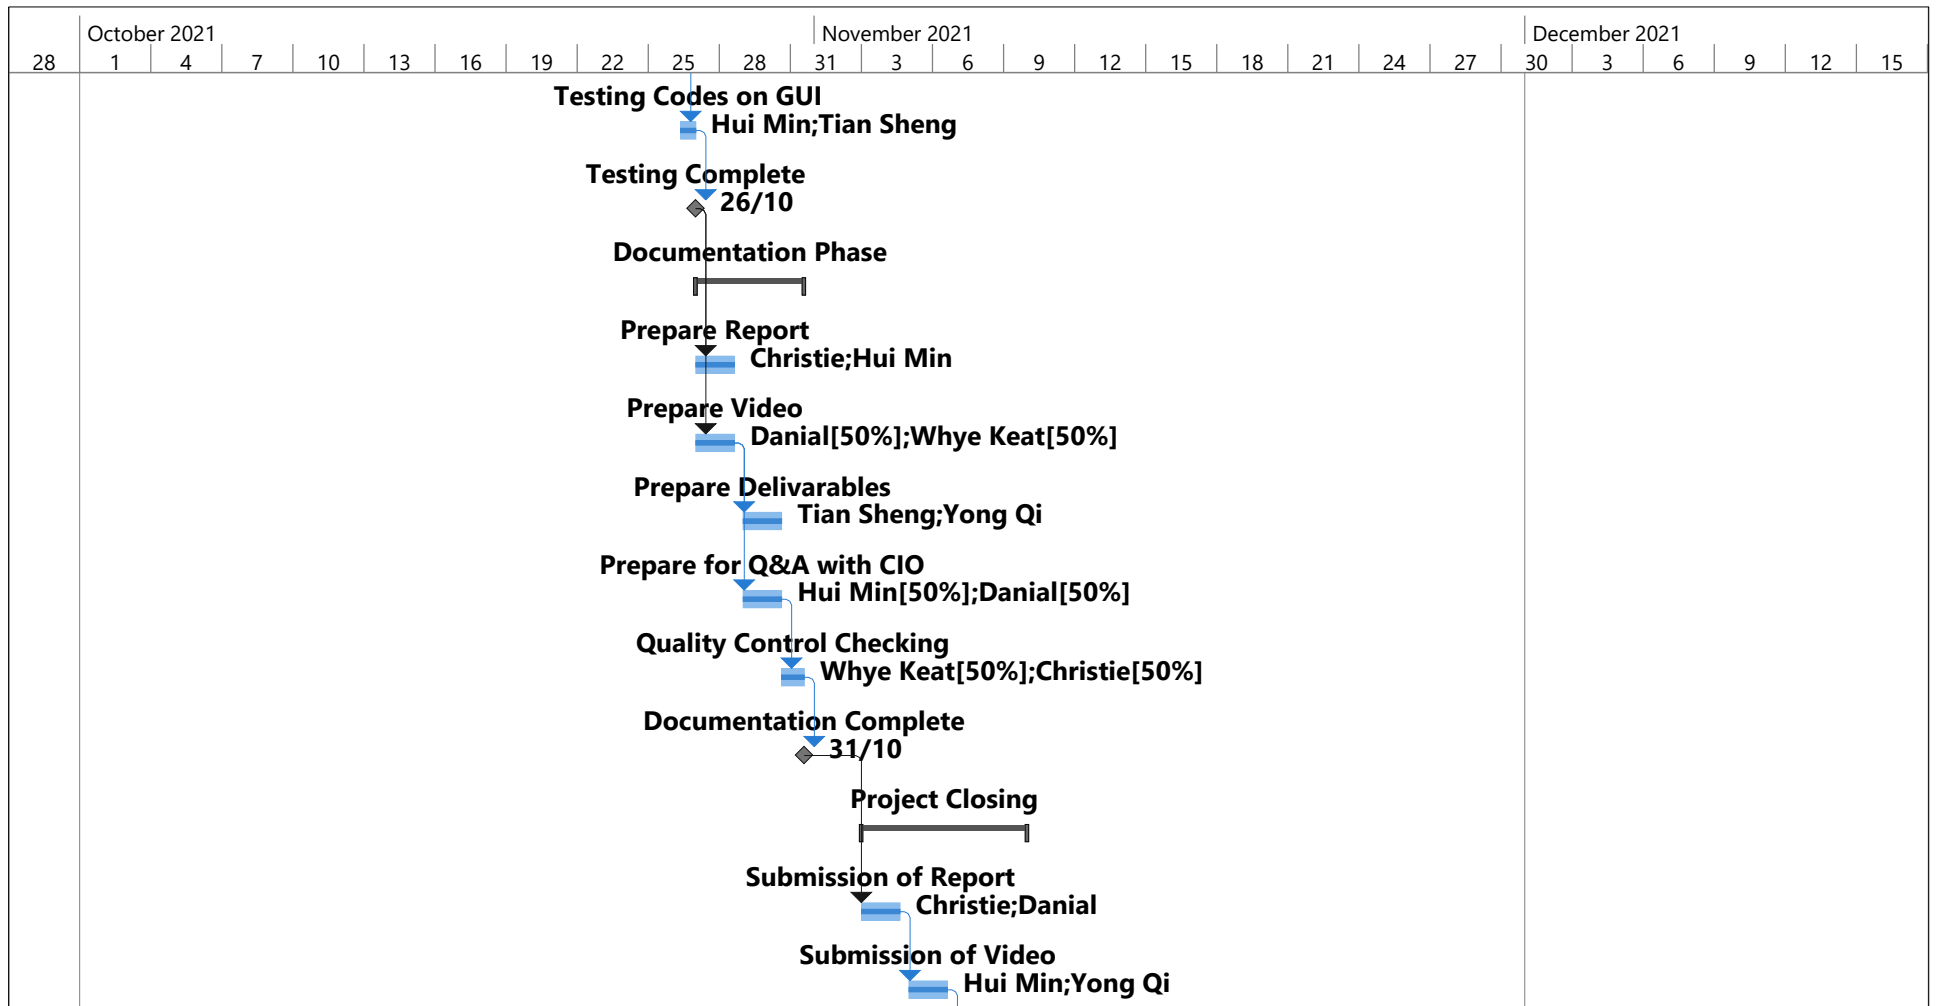 October 2021 November 2021 December 2021
28 1 4 7 10 13 16 19 22 25 28 31 3 6 9 12 15 18 21 24 27 30 3 6 9 12 15
Testing Codes on GUI
Hui Min;Tian Sheng
Testing Complete
26/10
Documentation Phase
Prepare Report
Christie;Hui Min
Prepare Video
Danial[50%];Whye Keat[50%]
Prepare Delivarables
Tian Sheng;Yong Qi
Prepare for Q&A with CIO
Hui Min[50%];Danial[50%]
Quality Control Checking
Whye Keat[50%];Christie[50%]
Documentation Complete
31/10
Project Closing
Submission of Report
Christie;Danial
Submission of Video
Hui Min;Yong Qi